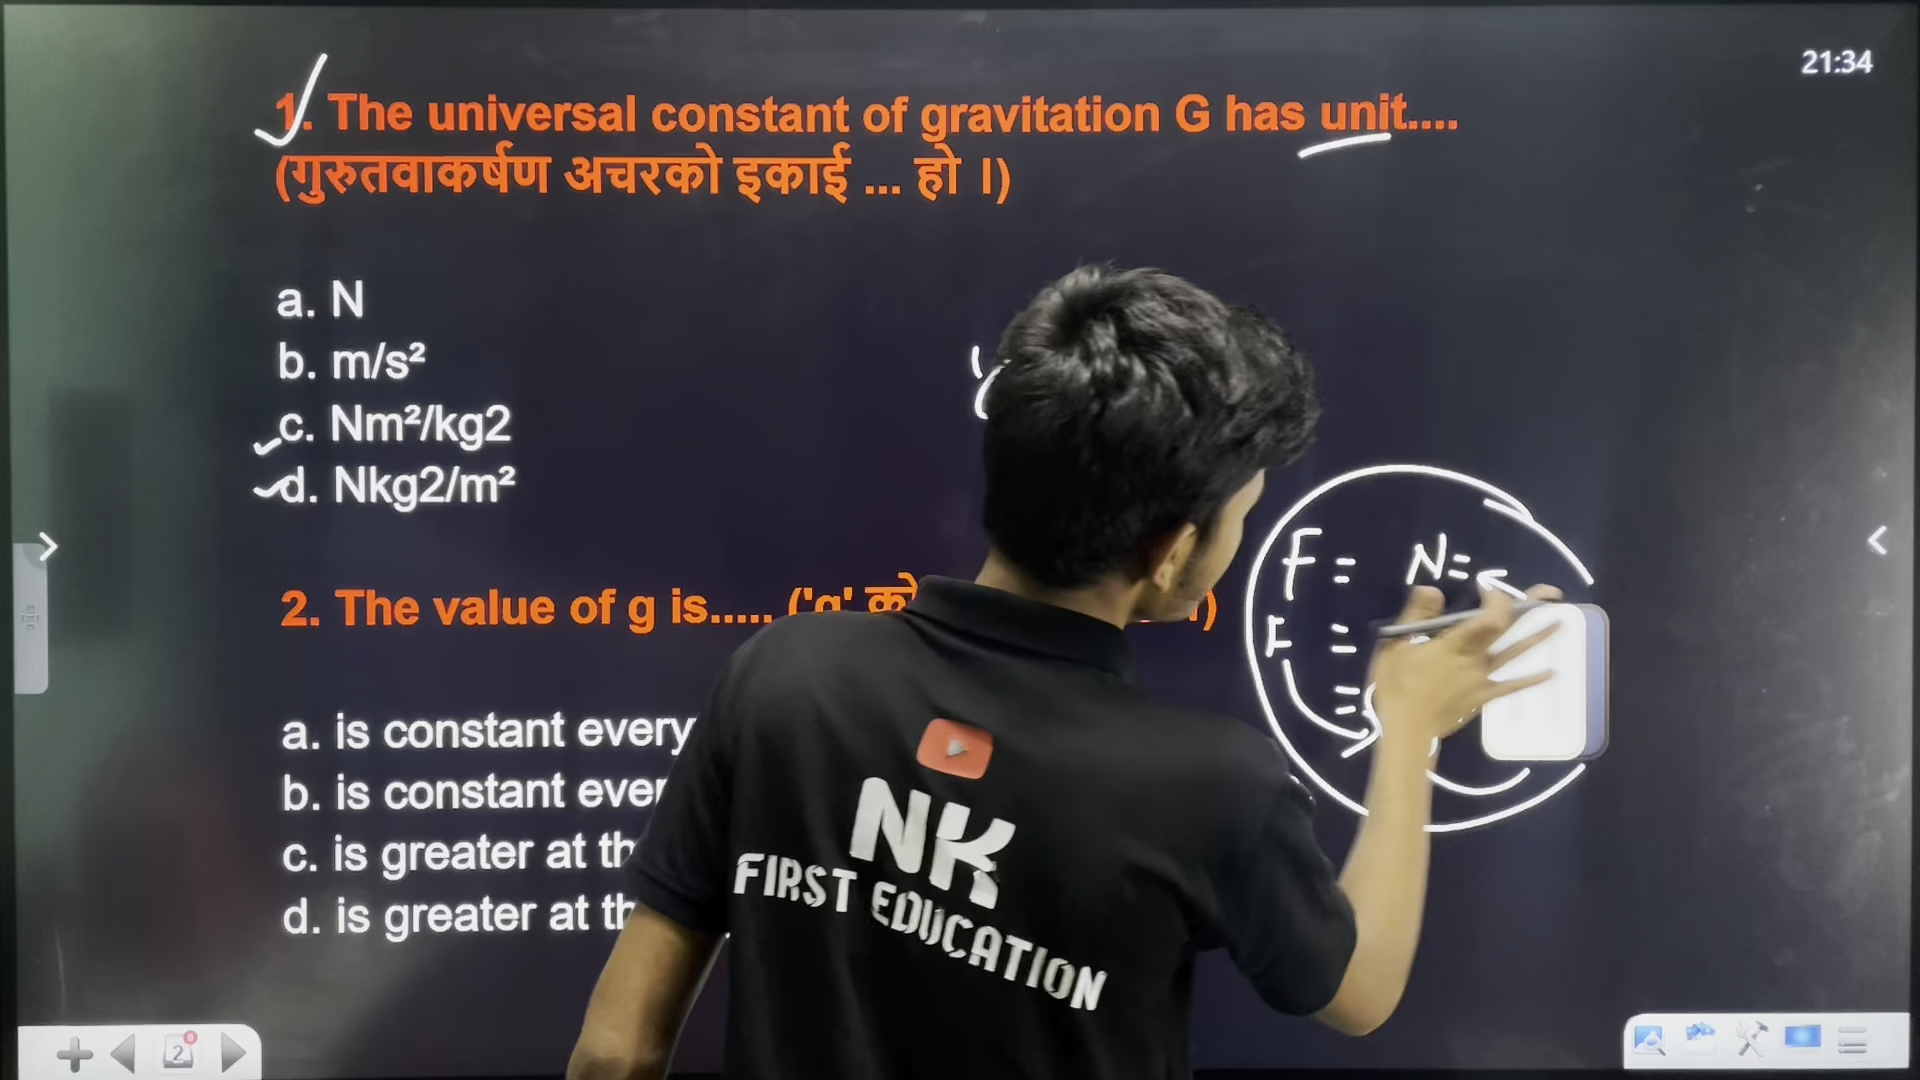 21:34
1. The universal constant of gravitation G has unit....
(गुरुतवाकर्षण अचरको इकाई ... हो ।)
a. N
b. m/s²
c. Nm²/kg2
d. Nkg2/m²
F = N =
F =
=
2. The value of g is..... ('g' को
a. is constant every
b. is constant ever
c. is greater at th
d. is greater at th
NK
FIRST EDUCATION
2